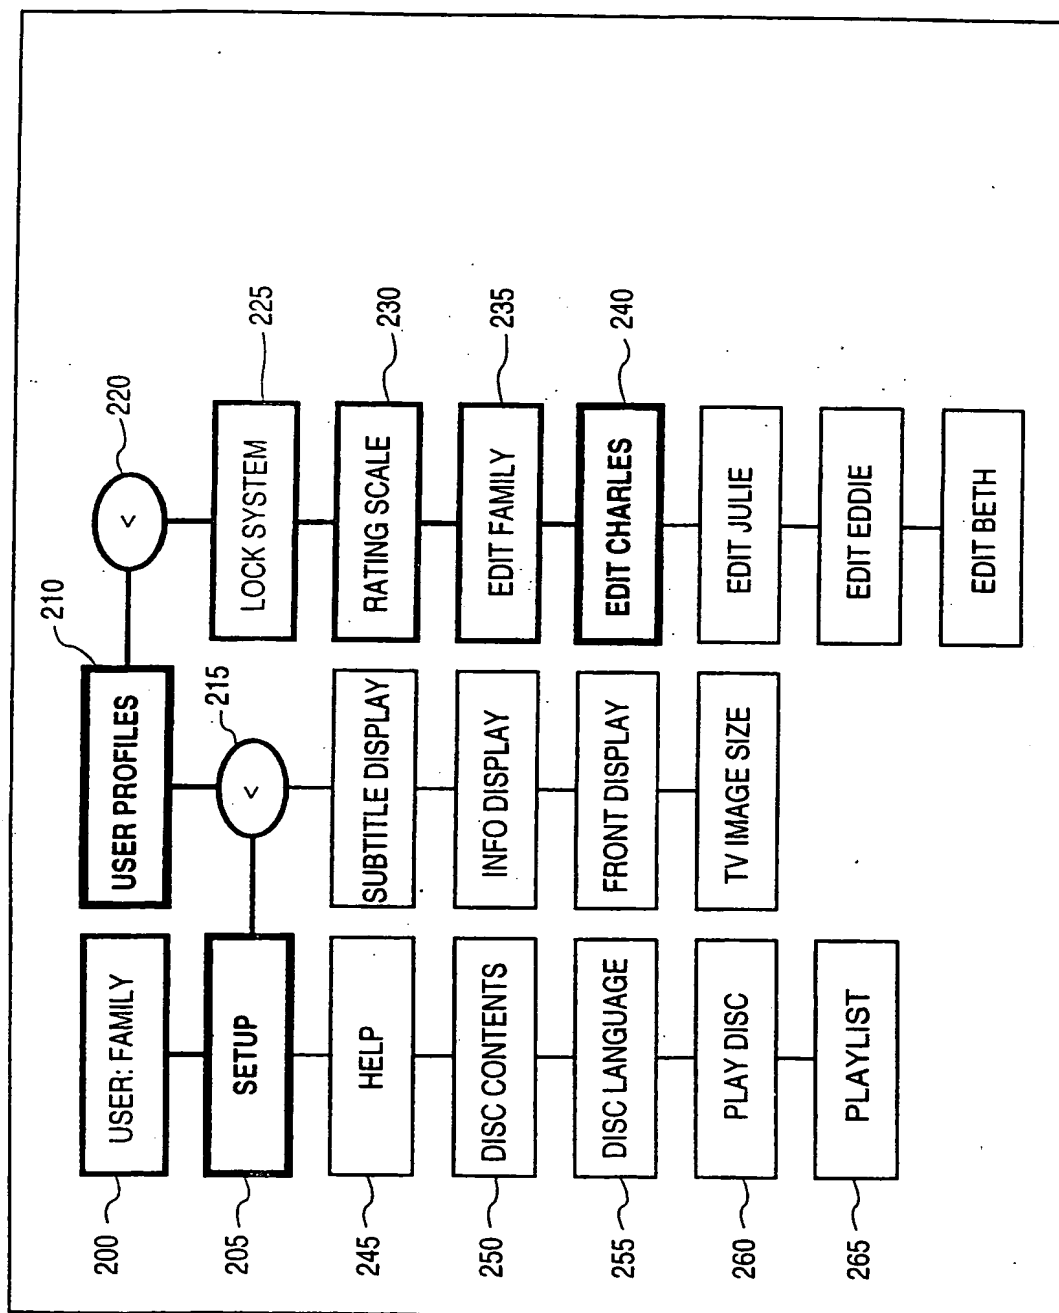 200 USER: FAMILY USER PROFILES 210 < 220
205 SETUP < 215 LOCK SYSTEM 225
245 HELP SUBTITLE DISPLAY RATING SCALE 230
250 DISC CONTENTS INFO DISPLAY EDIT FAMILY 235
255 DISC LANGUAGE FRONT DISPLAY EDIT CHARLES 240
260 PLAY DISC TV IMAGE SIZE EDIT JULIE
265 PLAYLIST EDIT EDDIE
EDIT BETH